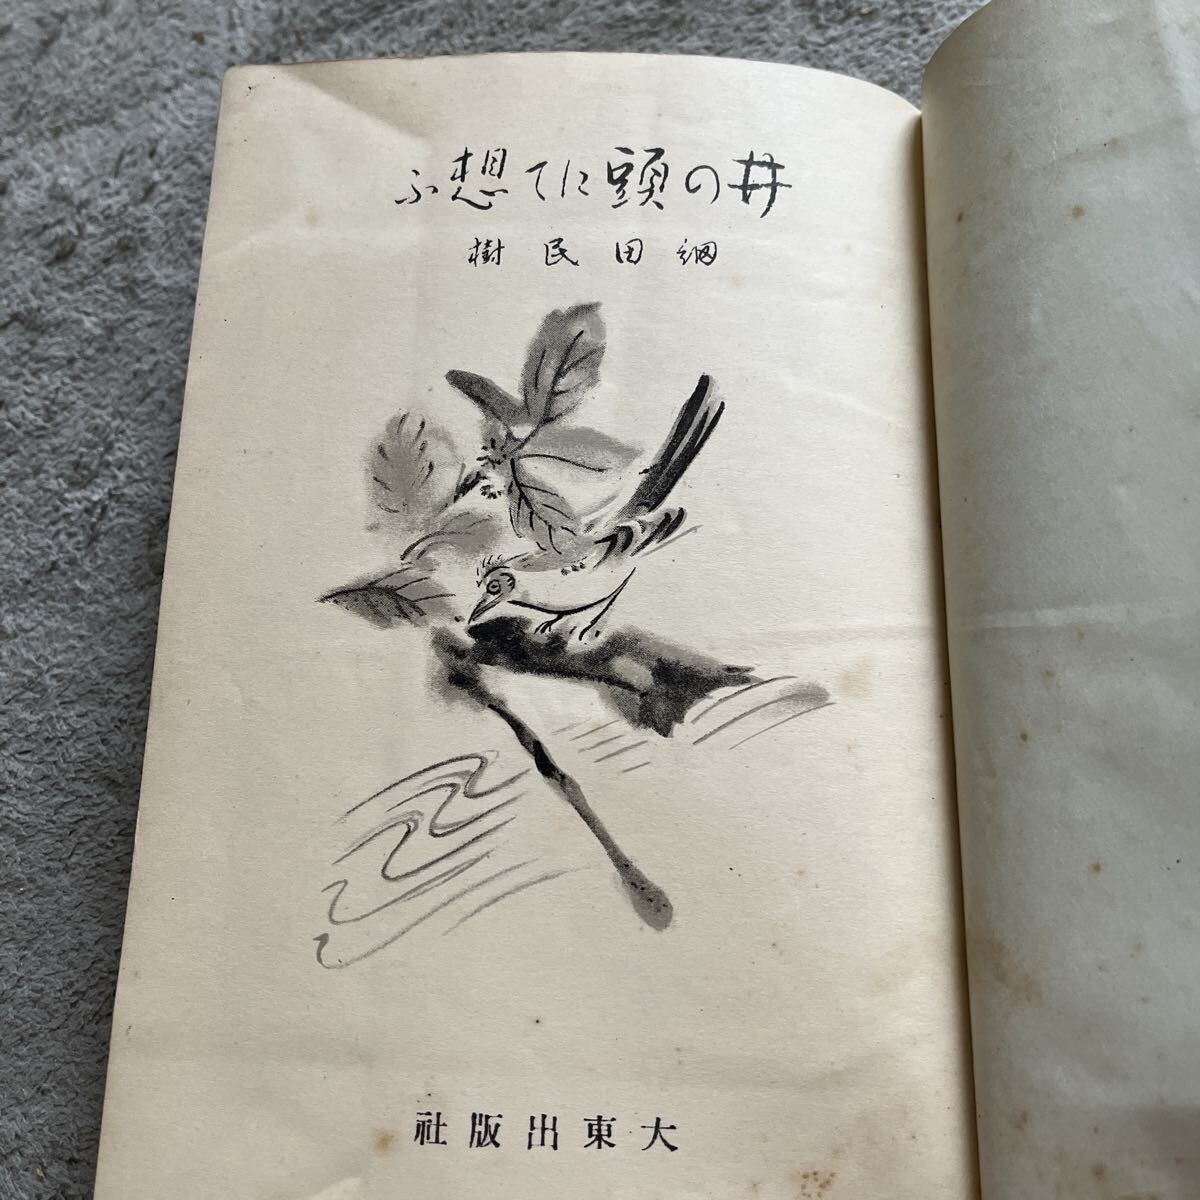 井の頭にて想ふ
細田民樹
大東出版社